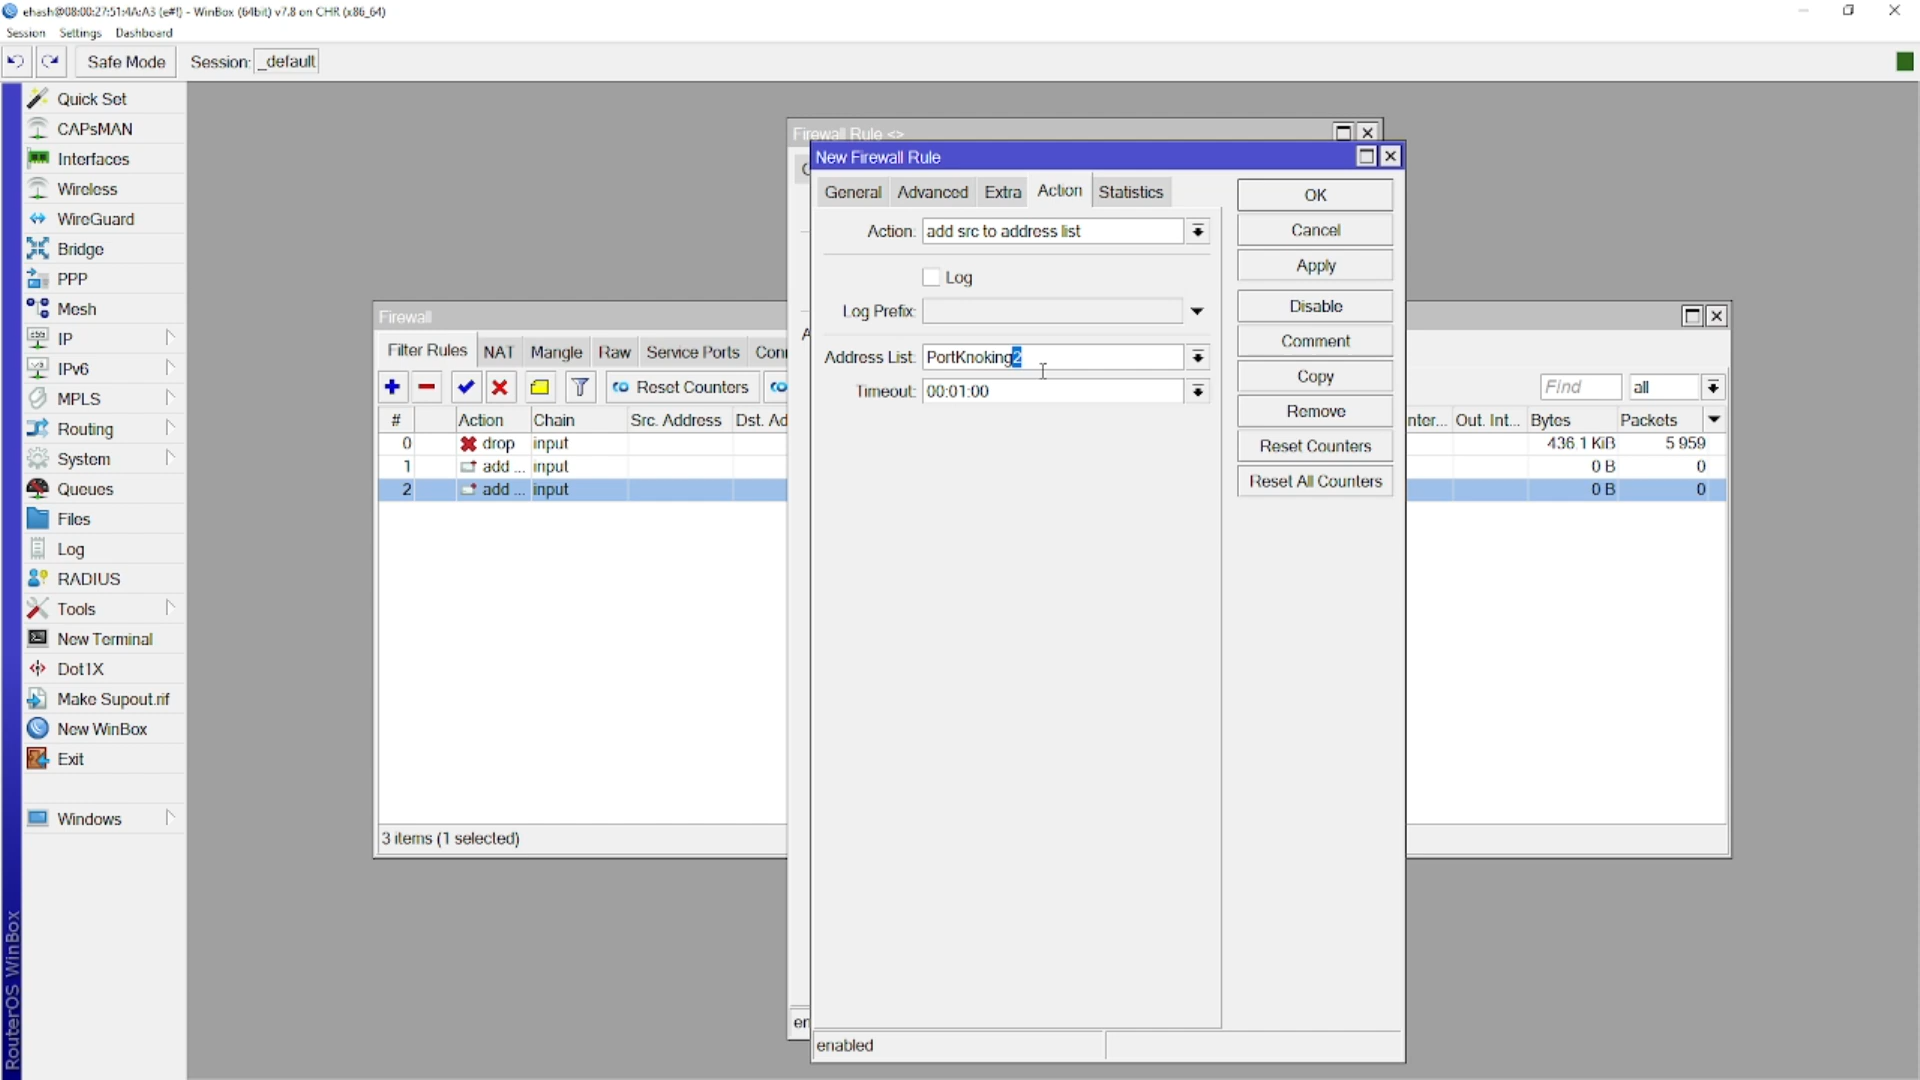 ehash@08:00:27:51:4A:A3 (e#!) - WinBox (64bit) v7.8 on CHR (x86_64)
Session Settings Dashboard
Safe Mode Session: _default
Quick Set
CAPsMAN
Interfaces
Wireless
WireGuard
Bridge
PPP
Mesh
IP
IPv6
MPLS
Routing
System
Queues
Files
Log
RADIUS
Tools
New Terminal
Dot1X
Make Supout.rif
New WinBox
Exit
Windows
RouterOS WinBox
Firewall
Filter Rules NAT Mangle Raw Service Ports Conn
Reset Counters
Find all
# Action Chain Src. Address Dst. Ad
nter... Out. Int... Bytes Packets
0 drop input 436.1 KiB 5 959
1 add ... input 0 B 0
2 add ... input 0 B 0
3 items (1 selected)
Firewall Rule <>
en
New Firewall Rule
General Advanced Extra Action Statistics
Action: add src to address list
Log
Log Prefix:
Address List: PortKnoking2
Timeout: 00:01:00
OK
Cancel
Apply
Disable
Comment
Copy
Remove
Reset Counters
Reset All Counters
enabled